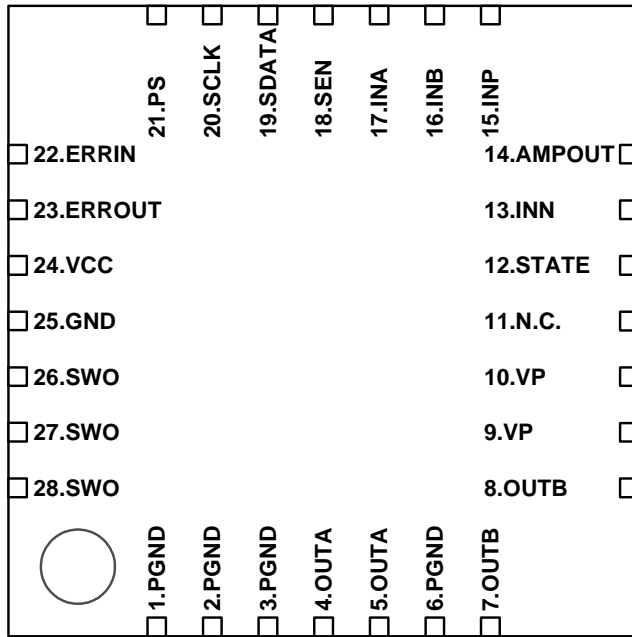 21.PS
20.SCLK
19.SDATA
18.SEN
17.INA
16.INB
15.INP
22.ERRIN
14.AMPOUT
23.ERROUT
13.INN
24.VCC
12.STATE
25.GND
11.N.C.
26.SWO
10.VP
27.SWO
9.VP
28.SWO
8.OUTB
1.PGND
2.PGND
3.PGND
4.OUTA
5.OUTA
6.PGND
7.OUTB